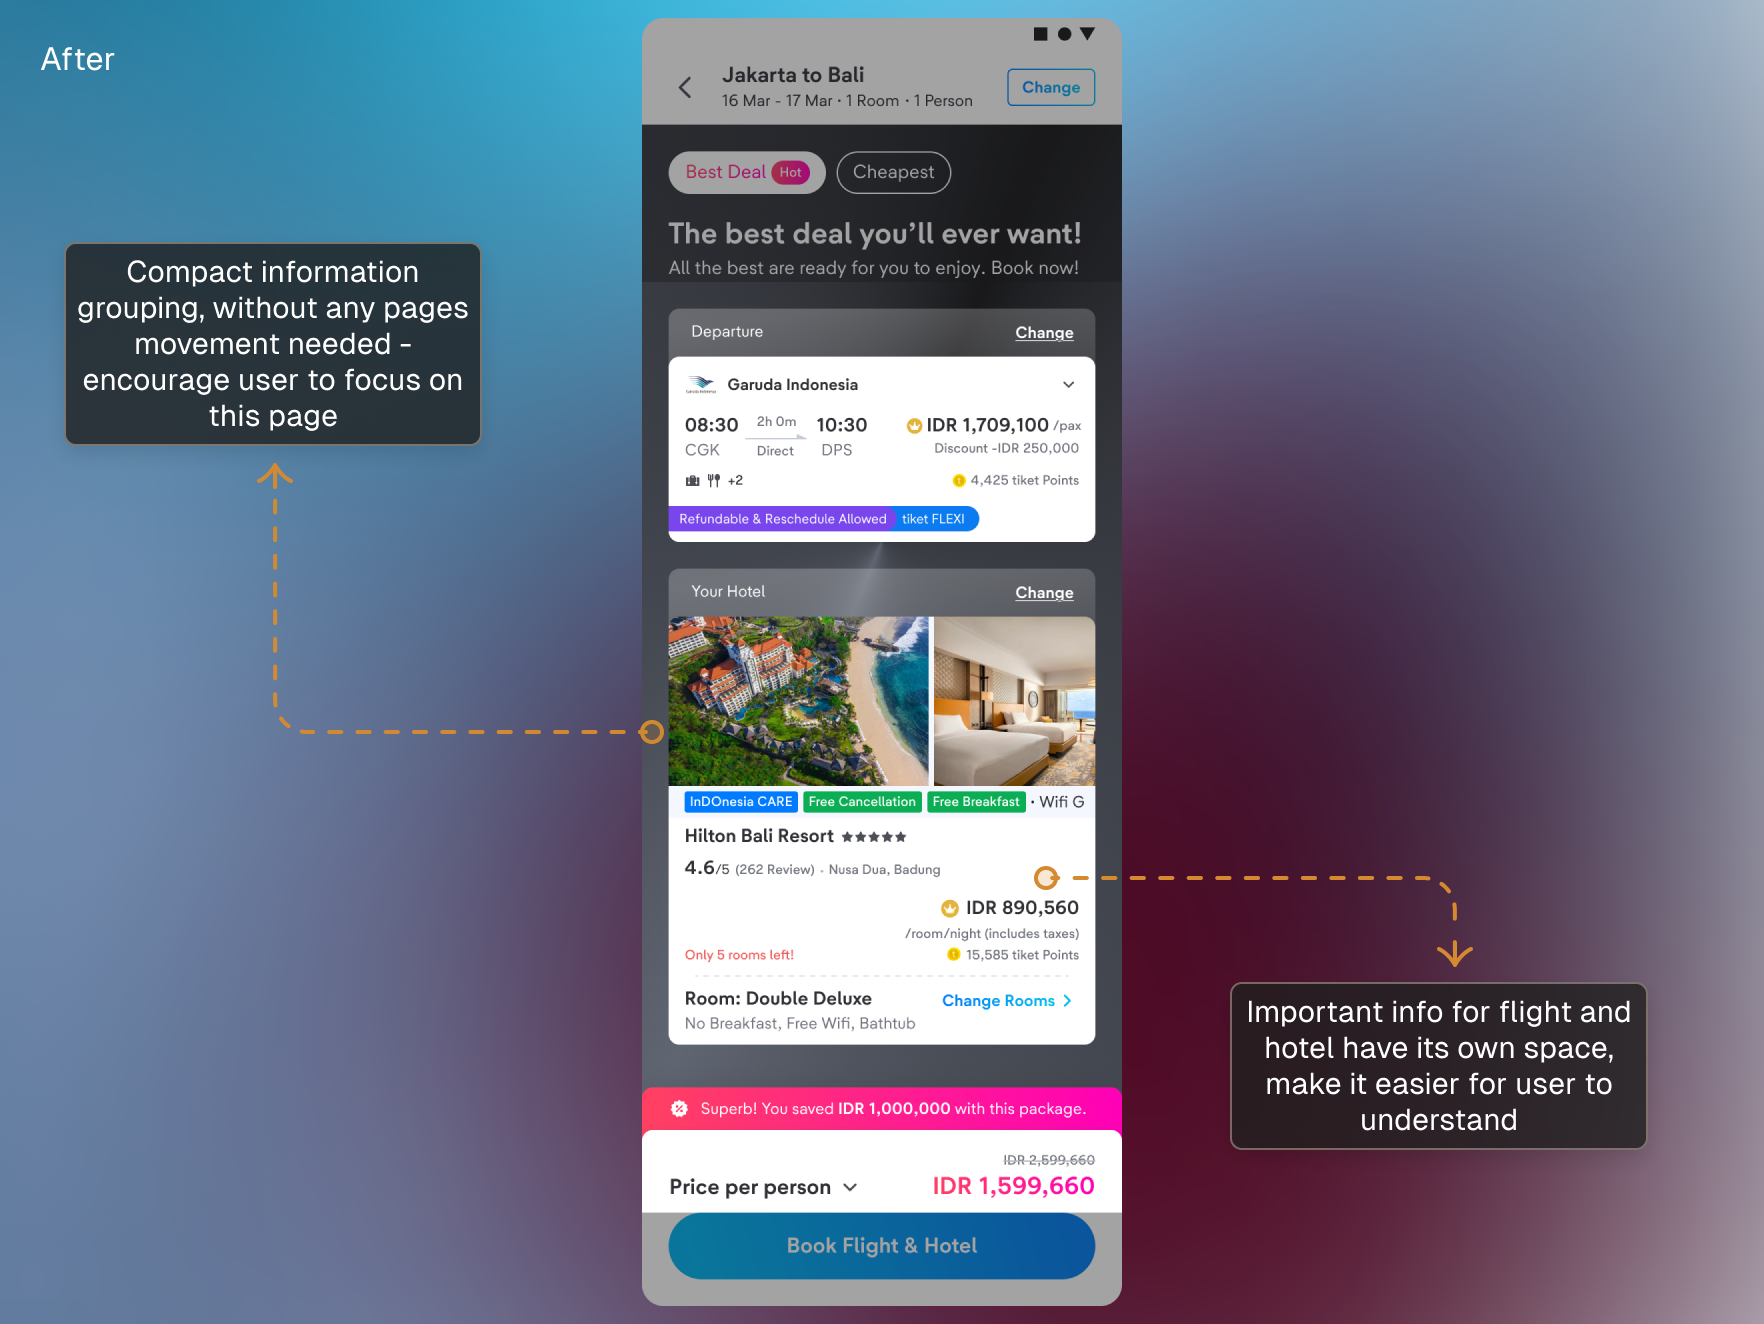 After
Jakarta to Bali
16 Mar - 17 Mar • 1 Room • 1 Person
Change
Best Deal
Hot
Cheapest
The best deal you’ll ever want!
All the best are ready for you to enjoy. Book now!
Compact information
grouping, without any pages
movement needed -
encourage user to focus on
this page
Departure
Change
Garuda Indonesia
08:30
2h 0m
10:30
IDR 1,709,100 /pax
CGK
Direct
DPS
Discount -IDR 250,000
+2
4,425 tiket Points
Refundable & Reschedule Allowed
tiket FLEXI
Your Hotel
Change
InDOnesia CARE
Free Cancellation
Free Breakfast
• Wifi G
Hilton Bali Resort
4.6/5 (262 Review) • Nusa Dua, Badung
IDR 890,560
/room/night (includes taxes)
Only 5 rooms left!
15,585 tiket Points
Room: Double Deluxe
Change Rooms
No Breakfast, Free Wifi, Bathtub
Important info for flight and
hotel have its own space,
make it easier for user to
understand
Superb! You saved IDR 1,000,000 with this package.
IDR 2,599,660
Price per person
IDR 1,599,660
Book Flight & Hotel